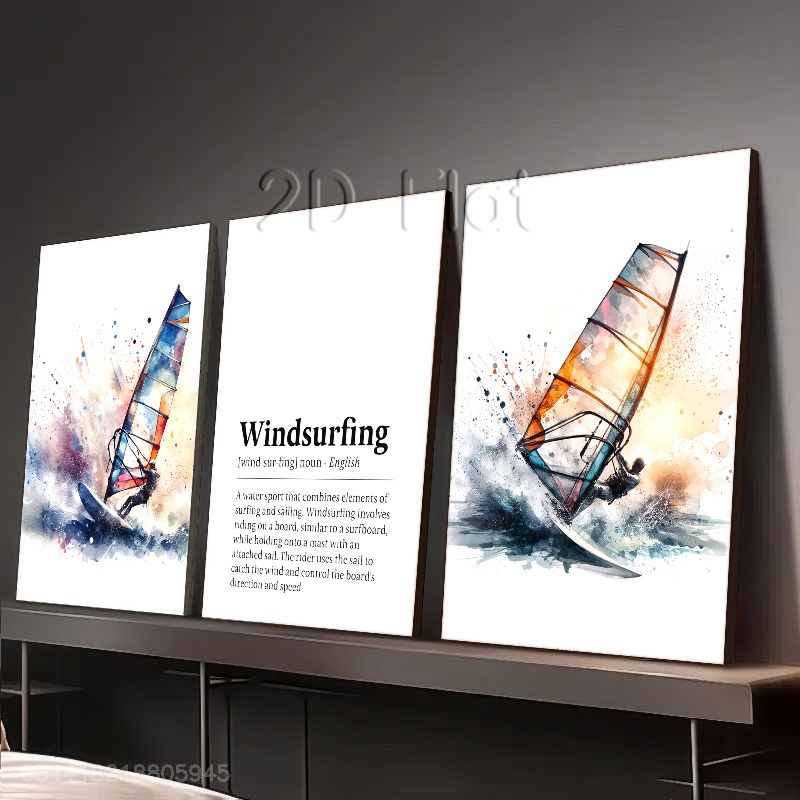 2D Flat
Windsurfing
[wind-sur-fing] noun - English
A water sport that combines elements of
surfing and sailing. Windsurfing involves
riding on a board, similar to a surfboard,
while holding onto a mast with an
attached sail. The rider uses the sail to
catch the wind and control the board's
direction and speed.